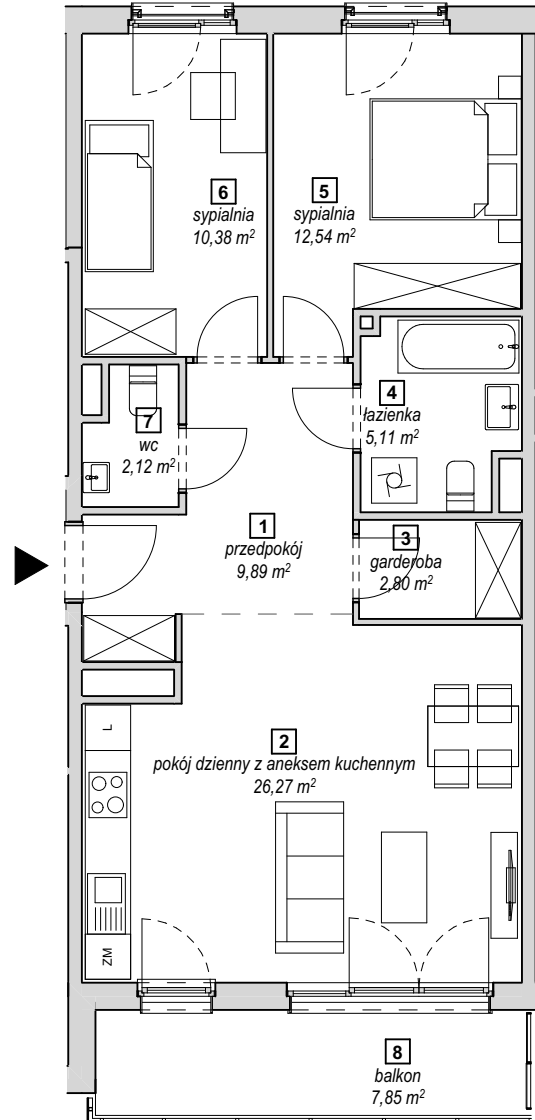 6
sypialnia
10,38 m²
5
sypialnia
12,54 m²
4
łazienka
5,11 m²
7
wc
2,12 m²
1
przedpokój
9,89 m²
3
garderoba
2,80 m²
L
2
pokój dzienny z aneksem kuchennym
26,27 m²
ZM
8
balkon
7,85 m²